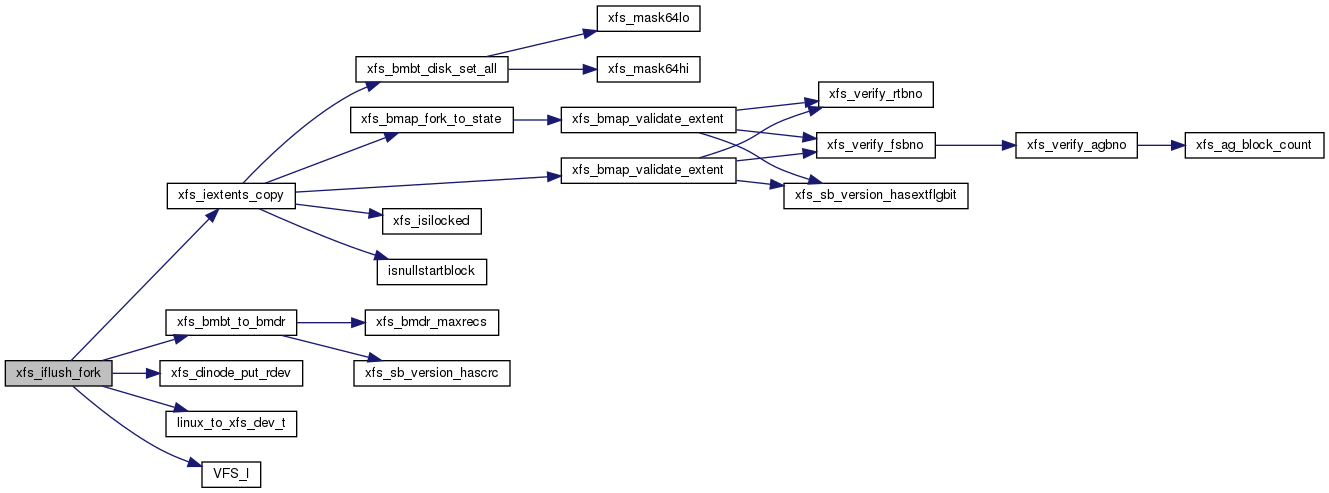 xfs_mask64lo
xfs_bmbt_disk_set_all
xfs_mask64hi
xfs_verify_rtbno
xfs_bmap_fork_to_state
xfs_bmap_validate_extent
xfs_verify_fsbno
xfs_verify_agbno
xfs_ag_block_count
xfs_bmap_validate_extent
xfs_iextents_copy
xfs_sb_version_hasextflgbit
xfs_isilocked
isnullstartblock
xfs_bmbt_to_bmdr
xfs_bmdr_maxrecs
xfs_iflush_fork
xfs_dinode_put_rdev
xfs_sb_version_hascrc
linux_to_xfs_dev_t
VFS_I